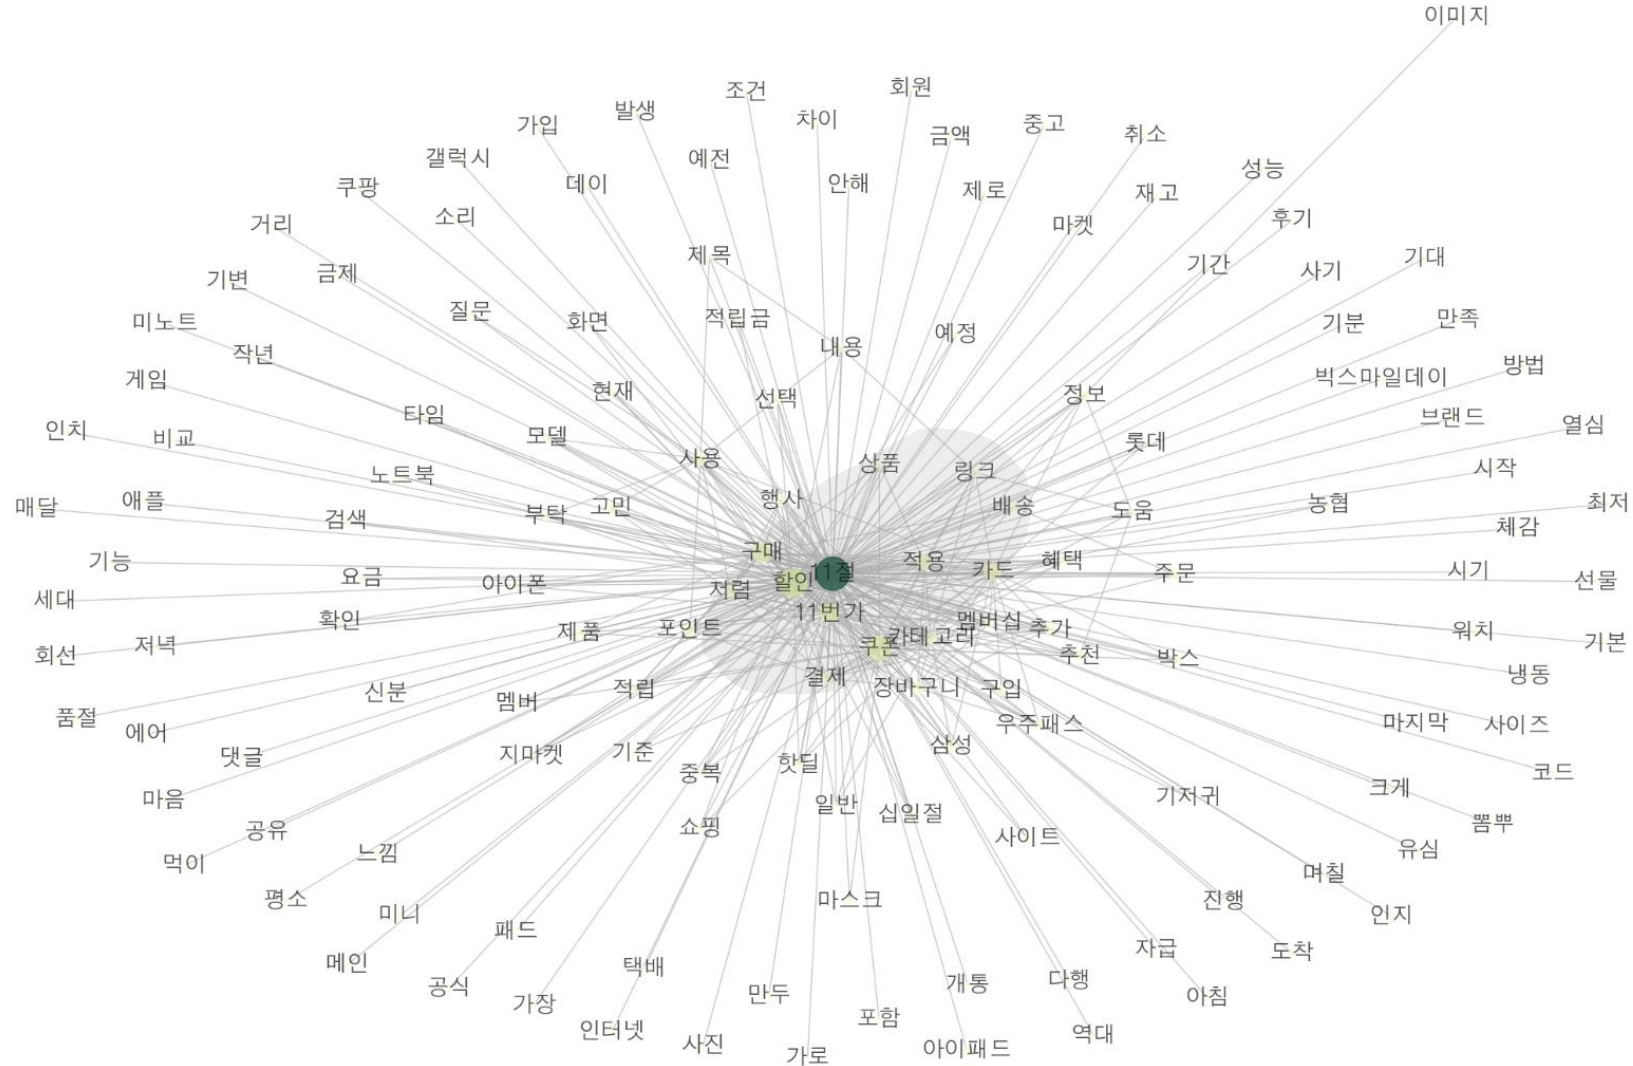 이미지
조건
회원
발생
차이
가입
금액
중고
취소
갤럭시
예전
성능
쿠팡
데이
안해
제로
재고
거리
소리
마켓
후기
제목
기간
기대
기변
금제
사기
질문
화면
적립금
예정
기분
만족
미노트
내용
작년
방법
게임
현재
선택
정보
빅스마일데이
타임
브랜드
인치
비교
모델
롯데
열심
사용
상품
링크
시작
노트북
매달
애플
행사
배송
도움
농협
최저
검색
부탁
고민
체감
기능
구매
적용
혜택
요금
아이폰
저렴
할인
11절
카드
주문
시기
선물
세대
11번가
확인
제품
포인트
멤버십
추가
워치
기본
회선
저녁
쿠폰
카테고리
추천
박스
결제
냉동
신분
멤버
적립
장바구니
구입
품절
에어
우주패스
마지막
사이즈
댓글
지마켓
기준
중복
핫딜
삼성
코드
마음
일반
십일절
기저귀
크게
공유
쇼핑
사이트
뽐뿌
먹이
느낌
유심
평소
며칠
미니
마스크
진행
인지
패드
자급
도착
메인
택배
공식
가장
만두
개통
다행
아침
인터넷
사진
포함
역대
가로
아이패드